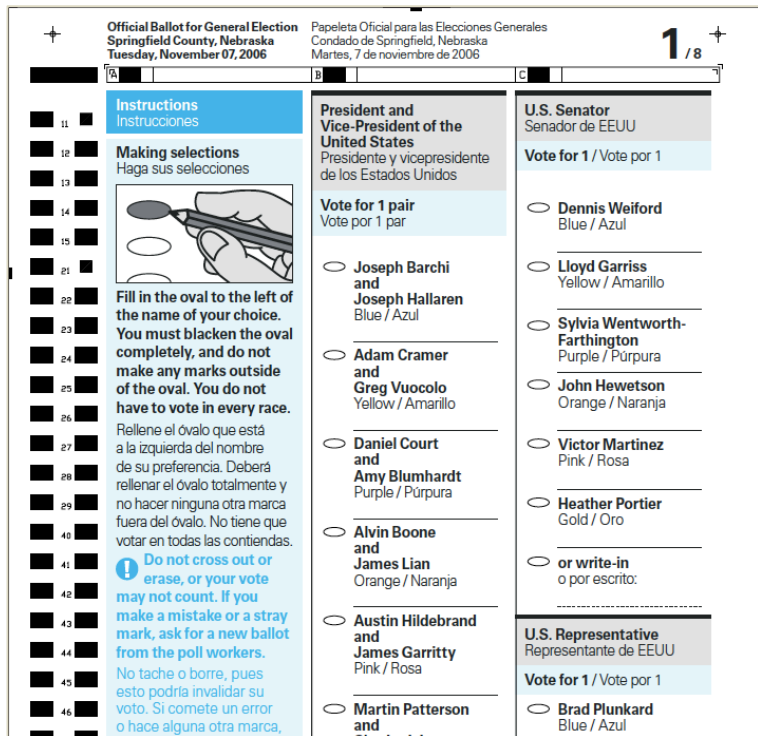 Official Ballot for General Election
Springfield County, Nebraska
Tuesday, November 07, 2006
Papeleta Oficial para las Elecciones Generales
Condado de Springfield, Nebraska
Martes, 7 de noviembre de 2006
1/8
A
B
C
11
12
13
14
15
21
22
23
24
25
26
27
28
29
40
41
42
43
44
45
46
Instructions
Instrucciones
Making selections
Haga sus selecciones
Fill in the oval to the left of
the name of your choice.
You must blacken the oval
completely, and do not
make any marks outside
of the oval. You do not
have to vote in every race.
Rellene el óvalo que está
a la izquierda del nombre
de su preferencia. Deberá
rellenar el óvalo totalmente y
no hacer ninguna otra marca
fuera del óvalo. No tiene que
votar en todas las contiendas.
Do not cross out or
erase, or your vote
may not count. If you
make a mistake or a stray
mark, ask for a new ballot
from the poll workers.
No tache o borre, pues
esto podría invalidar su
voto. Si comete un error
o hace alguna otra marca,
President and
Vice-President of the
United States
Presidente y vicepresidente
de los Estados Unidos
Vote for 1 pair
Vote por 1 par
Joseph Barchi
and
Joseph Hallaren
Blue / Azul
Adam Cramer
and
Greg Vuocolo
Yellow / Amarillo
Daniel Court
and
Amy Blumhardt
Purple / Púrpura
Alvin Boone
and
James Lian
Orange / Naranja
Austin Hildebrand
and
James Garritty
Pink / Rosa
Martin Patterson
and
U.S. Senator
Senador de EEUU
Vote for 1 / Vote por 1
Dennis Weiford
Blue / Azul
Lloyd Garriss
Yellow / Amarillo
Sylvia Wentworth-
Farthington
Purple / Púrpura
John Hewetson
Orange / Naranja
Victor Martinez
Pink / Rosa
Heather Portier
Gold / Oro
or write-in
o por escrito:
U.S. Representative
Representante de EEUU
Vote for 1 / Vote por 1
Brad Plunkard
Blue / Azul